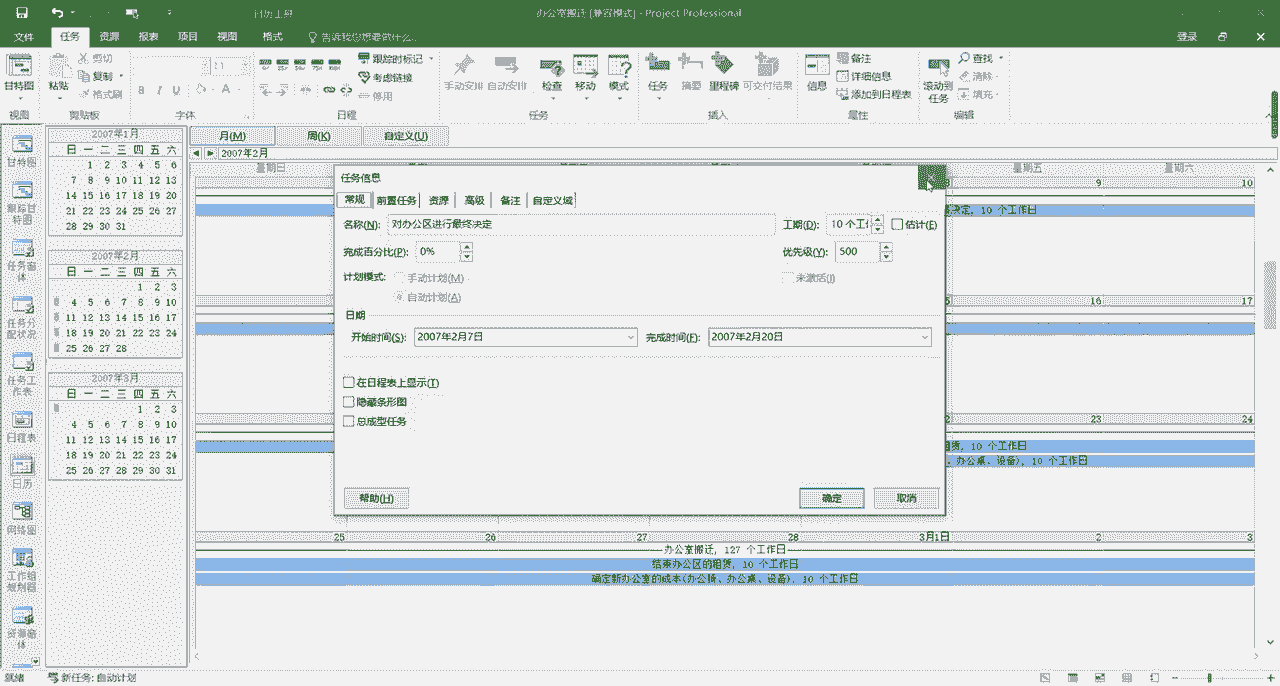 办公室搬迁 [兼容模式] - Project Professional
登录
文件 任务 资源 报表 项目 视图 格式 告诉我您想要做什么...
甘特图 粘贴 剪切 复制 格式刷 11 B I U A
跟踪时标记 考虑链接 停用
手动安排 自动安排 检查 移动 模式 任务 摘要 里程碑 可交付结果 信息
备注 详细信息 添加到日程表
滚动到任务 查找 清除 填充
视图 剪贴板 字体 日程 任务 插入 属性 编辑
甘特图
跟踪甘特图
任务窗体
任务分配状况
任务工作表
日程表
日历
网络图
工作组规划器
资源窗体
2007年1月
日 一 二 三 四 五 六
1 2 3 4 5 6
7 8 9 10 11 12 13
14 15 16 17 18 19 20
21 22 23 24 25 26 27
28 29 30 31
2007年2月
日 一 二 三 四 五 六
1 2 3
4 5 6 7 8 9 10
11 12 13 14 15 16 17
18 19 20 21 22 23 24
25 26 27 28
2007年3月
日 一 二 三 四 五 六
1 2 3
4 5 6 7 8 9 10
11 12 13 14 15 16 17
18 19 20 21 22 23 24
25 26 27 28 29 30 31
月(M) 周(K) 自定义(U)
2007年2月
星期日 星期五 星期六
9 10
决定, 10 个工作日
16 17
23 24
租赁, 10 个工作日
、办公桌、设备), 10 个工作日
25 26 27 28 3月1日 2 3
办公室搬迁, 127 个工作日
结束办公区的租赁, 10 个工作日
确定新办公室的成本(办公椅、办公桌、设备), 10 个工作日
任务信息
常规 前置任务 资源 高级 备注 自定义域
名称(N): 对办公区进行最终决定 工期(D): 10 个工 估计(E)
完成百分比(P): 0% 优先级(Y): 500
计划模式: 手动计划(M) 未激活(I)
自动计划(A)
日期
开始时间(S): 2007年2月7日 完成时间(F): 2007年2月20日
在日程表上显示(T)
隐藏条形图
总成型任务
帮助(H) 确定 取消
就绪 新任务: 自动计划